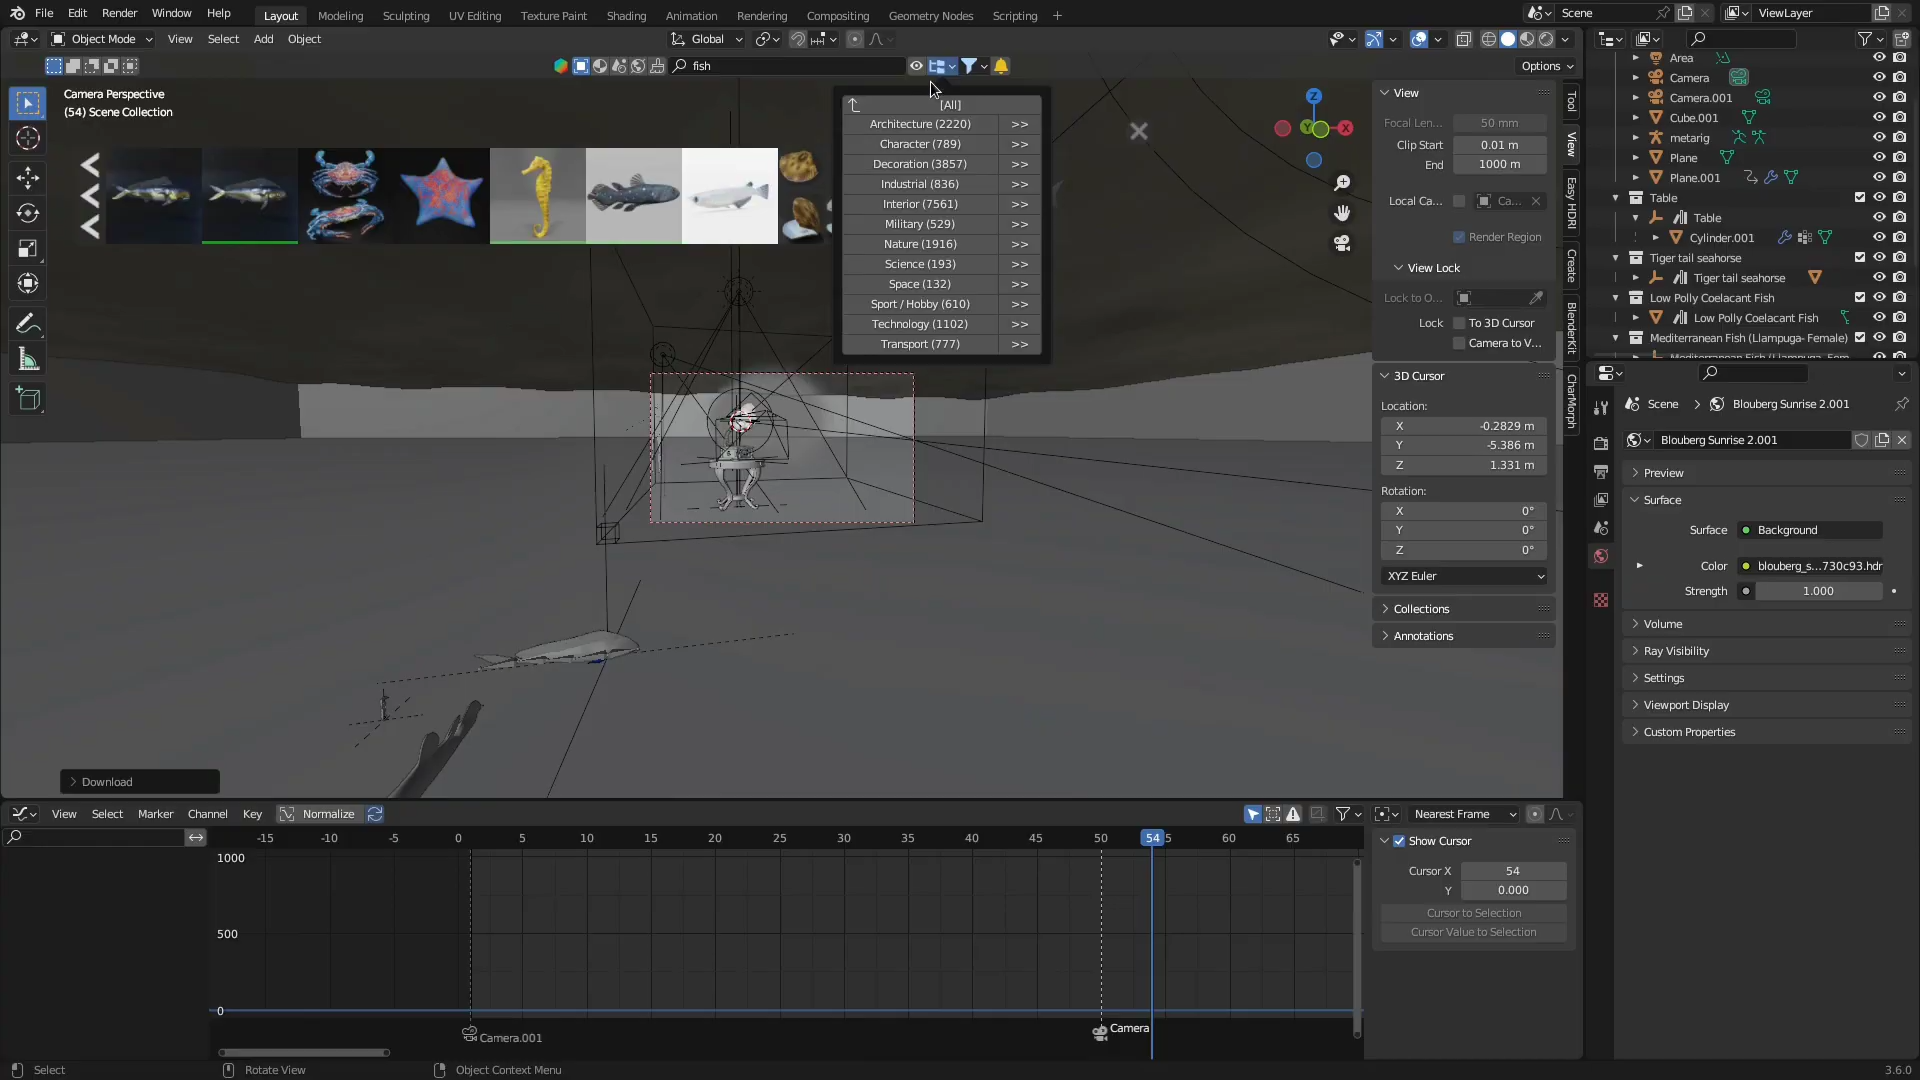 File Edit Render Window Help
Layout Modeling Sculpting UV Editing Texture Paint Shading Animation Rendering Compositing Geometry Nodes Scripting +
Scene
ViewLayer
Object Mode View Select Add Object
Global
fish
Options
Camera Perspective
(54) Scene Collection
[All]
Architecture (2220) >>
Character (789) >>
Decoration (3857) >>
Industrial (836) >>
Interior (7561) >>
Military (529) >>
Nature (1916) >>
Science (193) >>
Space (132) >>
Sport / Hobby (610) >>
Technology (1102) >>
Transport (777) >>
Z
Y
X
Download
View
Focal Len... 50 mm
Clip Start 0.01 m
End 1000 m
Local Ca... Ca...
Render Region
View Lock
Lock to O...
Lock To 3D Cursor
Camera to V...
3D Cursor
Location:
X -0.2829 m
Y -5.386 m
Z 1.331 m
Rotation:
X 0°
Y 0°
Z 0°
XYZ Euler
Collections
Annotations
Tool
View
Easy HDRI
Create
BlenderKit
CharMorph
Area
Camera
Camera.001
Cube.001
metarig
Plane
Plane.001
Table
Table
Cylinder.001
Tiger tail seahorse
Tiger tail seahorse
Low Polly Coelacant Fish
Low Polly Coelacant Fish
Mediterranean Fish (Llampuga- Female)
Scene > Blouberg Sunrise 2.001
Blouberg Sunrise 2.001
Preview
Surface
Surface Background
Color blouberg_s...730c93.hdr
Strength 1.000
Volume
Ray Visibility
Settings
Viewport Display
Custom Properties
View Select Marker Channel Key Normalize
Nearest Frame
-15 -10 -5 0 5 10 15 20 25 30 35 40 45 50 54 5 60 65
1000
500
0
Camera.001
Camera
Show Cursor
Cursor X 54
Y 0.000
Cursor to Selection
Cursor Value to Selection
Select Rotate View Object Context Menu
3.6.0